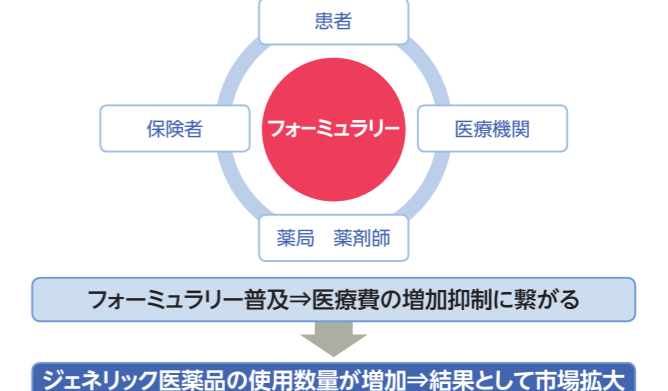 患者
保険者
フォーミュラリー
医療機関
薬局　薬剤師
フォーミュラリー普及⇒医療費の増加抑制に繋がる
ジェネリック医薬品の使用数量が増加⇒結果として市場拡大